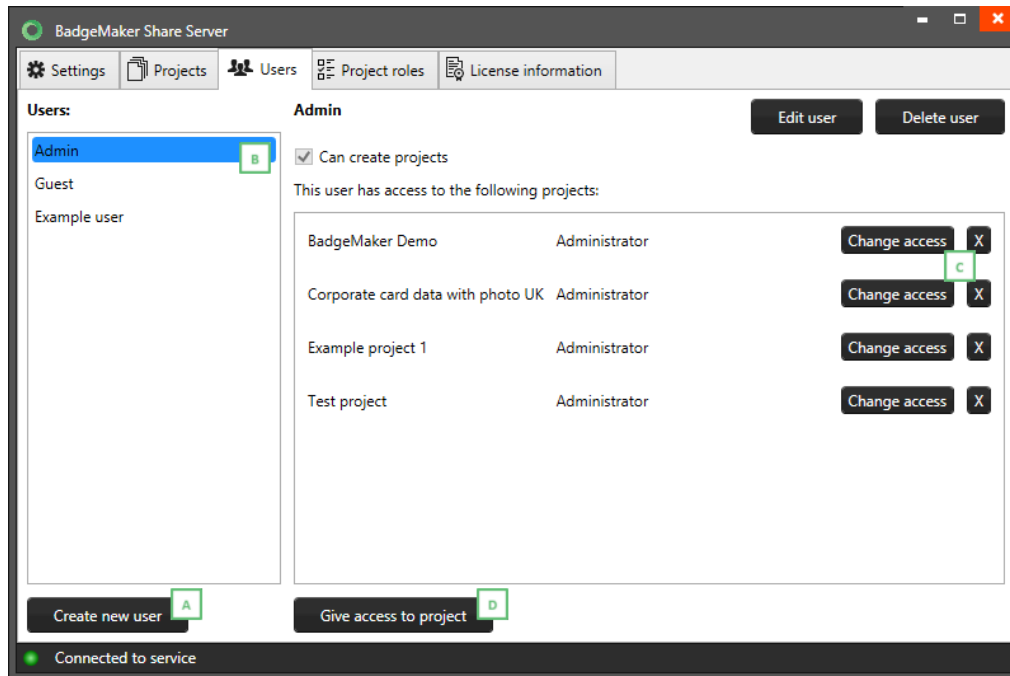 BadgeMaker Share Server
Settings Projects Users Project roles License information
Users:
Admin
Edit user Delete user
Admin
B
Can create projects
Guest
This user has access to the following projects:
Example user
BadgeMaker Demo Administrator Change access X
C
Corporate card data with photo UK Administrator Change access X
Example project 1 Administrator Change access X
Test project Administrator Change access X
Create new user
A
Give access to project
D
Connected to service